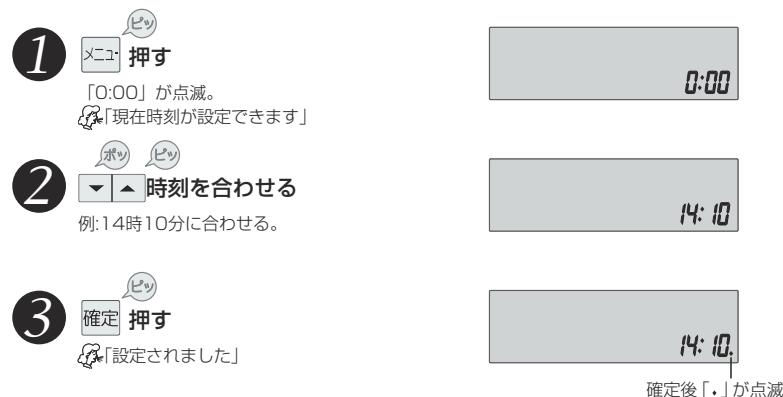 ピッ
1 メニュー 押す
0:00
「0:00」が点滅。
「現在時刻が設定できます」
ポッ ピッ
2 ▼ ▲ 時刻を合わせる
14:10
例:14時10分に合わせる。
ピッ
3 確定 押す
14:10.
「設定されました」
確定後「.」が点滅